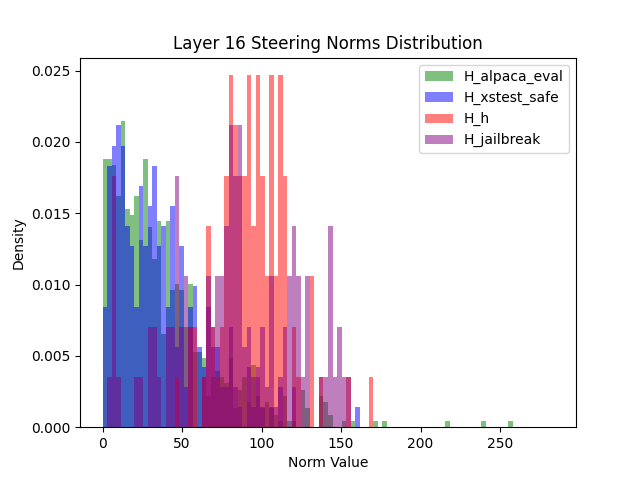 Layer 16 Steering Norms Distribution
H_alpaca_eval
H_xstest_safe
H_h
H_jailbreak
Density
0.025
0.020
0.015
0.010
0.005
0.000
0
50
100
150
200
250
Norm Value